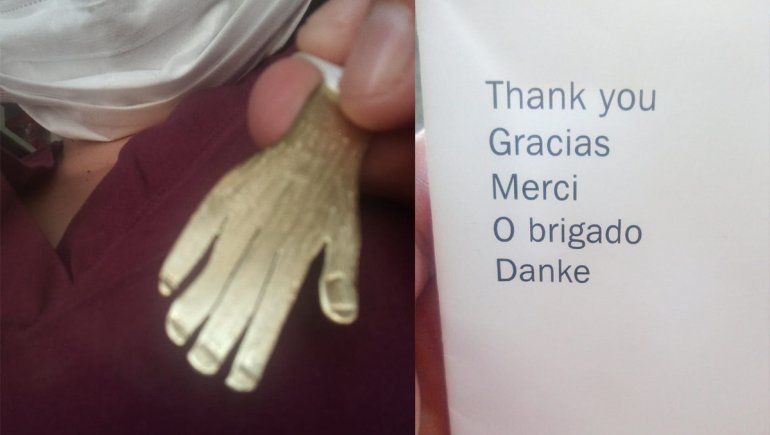 Thank you
Gracias
Merci
O brigado
Danke